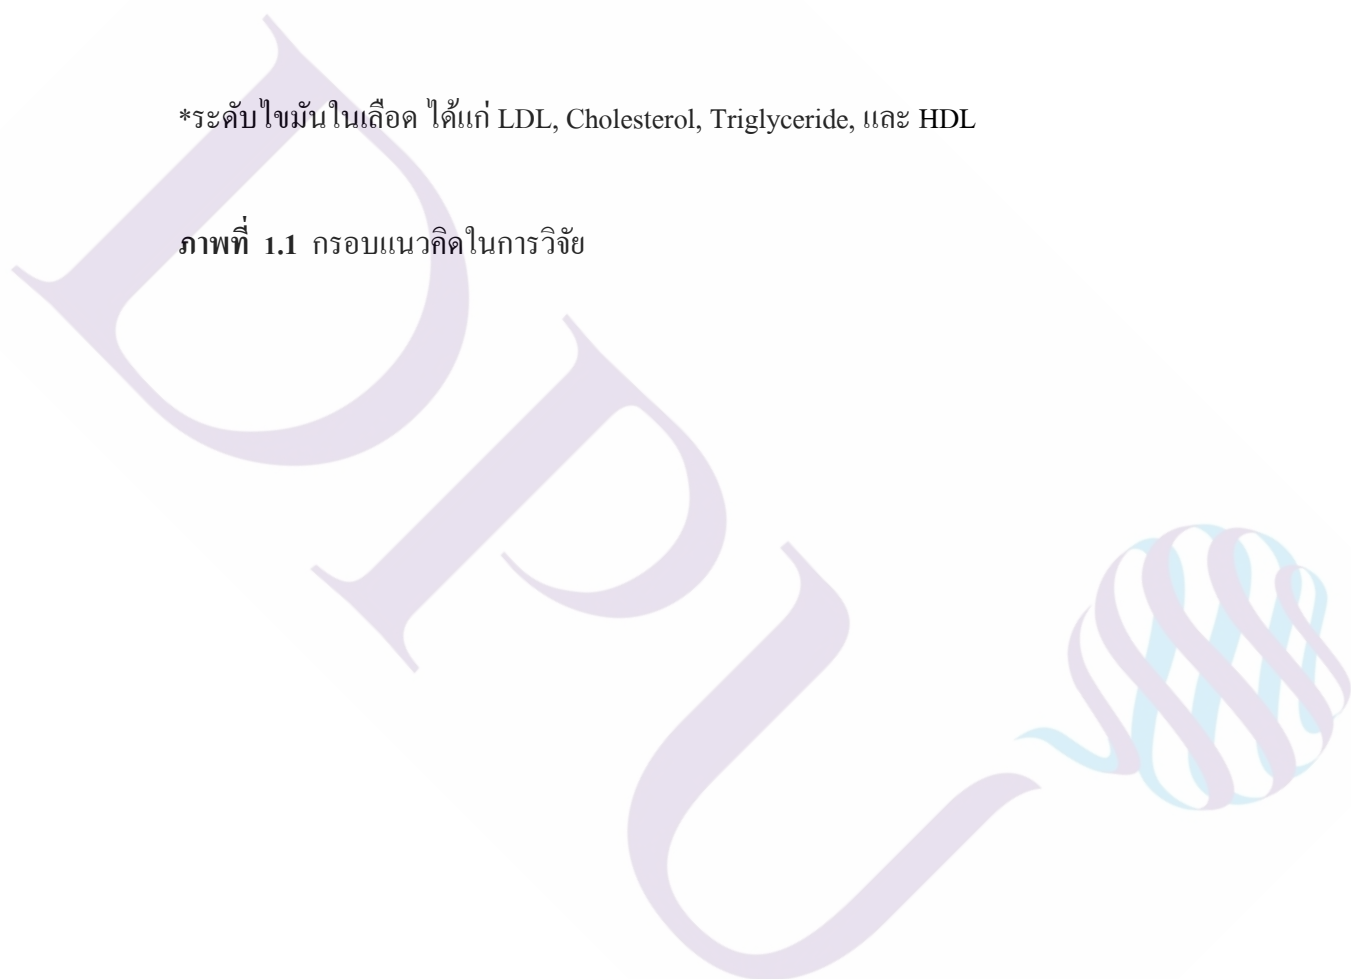 *ระดับไขมันในเลือด ได้แก่ LDL, Cholesterol, Triglyceride, และ HDL
ภาพที่ 1.1 กรอบแนวคิดในการวิจัย
DPU